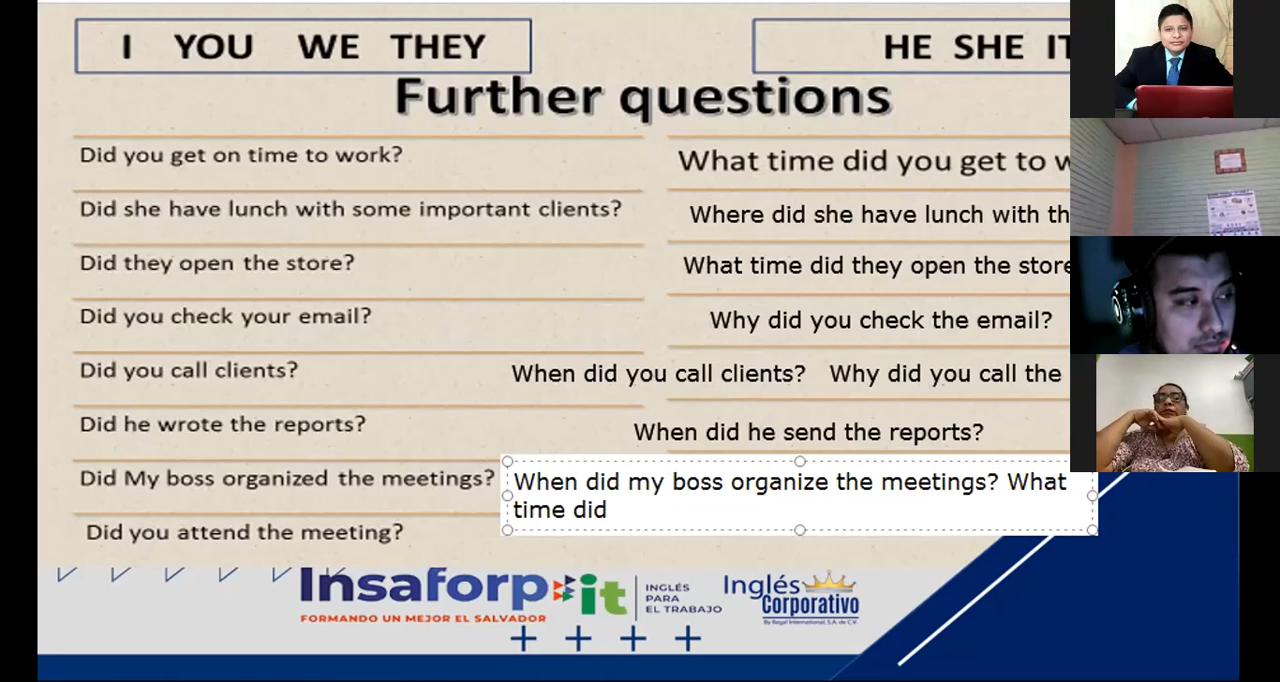 I YOU WE THEY
HE SHE IT
Further questions
Did you get on time to work?
What time did you get to
Did she have lunch with some important clients?
Where did she have lunch with
Did they open the store?
What time did they open the store
Did you check your email?
Why did you check the email?
Did you call clients?
When did you call clients? Why did you call the
Did he wrote the reports?
When did he send the reports?
Did My boss organized the meetings?
When did my boss organize the meetings? What
time did
Did you attend the meeting?
Insaforp
it
INGLÉS
PARA
EL TRABAJO
FORMANDO UN MEJOR EL SALVADOR
Inglés
Corporativo
By Regal International, S.A. de C.V.